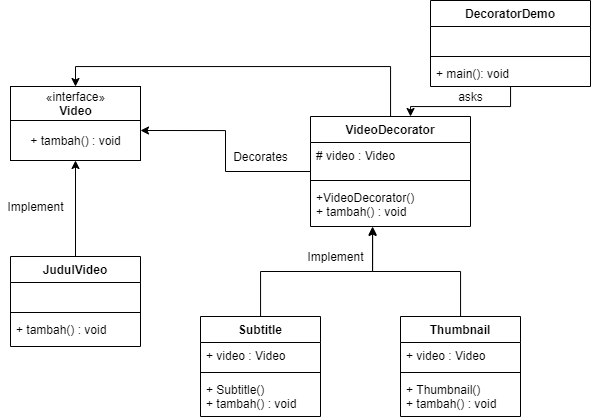 DecoratorDemo
+ main(): void
asks
«interface»
Video
+ tambah() : void
VideoDecorator
# video : Video
+VideoDecorator()
+ tambah() : void
Decorates
Implement
JudulVideo
+ tambah() : void
Implement
Subtitle
+ video : Video
+ Subtitle()
+ tambah() : void
Thumbnail
+ video : Video
+ Thumbnail()
+ tambah() : void